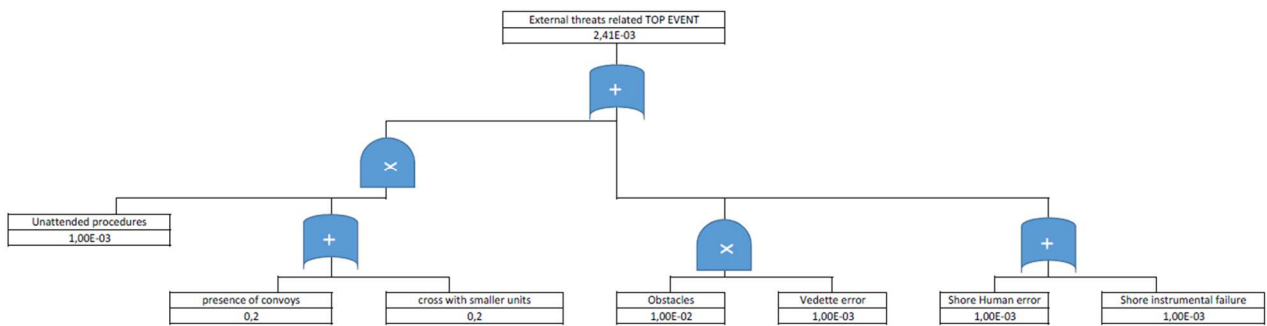 External threats related TOP EVENT
2,41E-03
+
x
Unattended procedures
1,00E-03
+
x
+
presence of convoys
0,2
cross with smaller units
0,2
Obstacles
1,00E-02
Vedette error
1,00E-03
Shore Human error
1,00E-03
Shore instrumental failure
1,00E-03